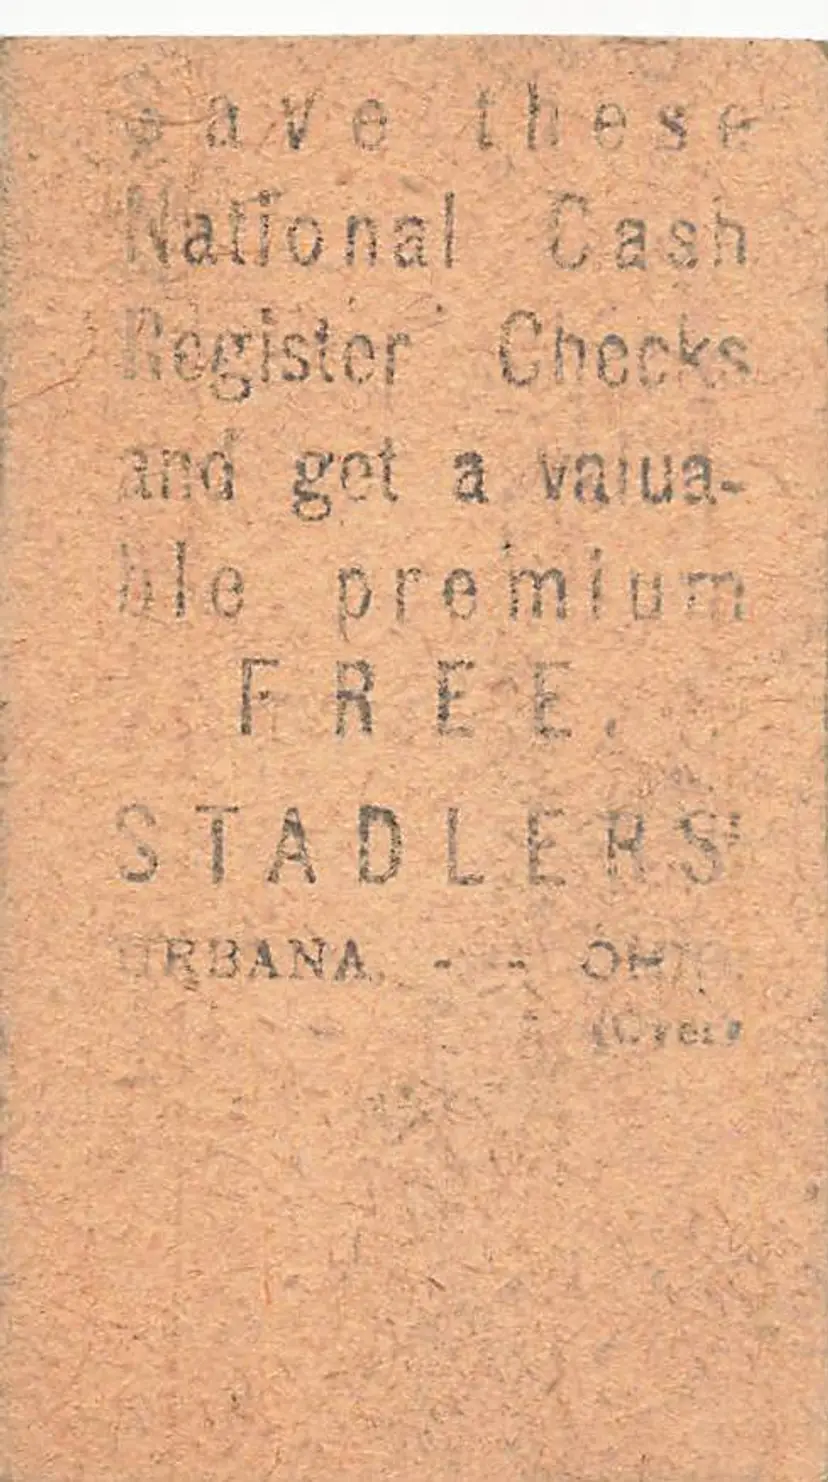 Save these
National Cash
Register Checks
and get a valua-
ble premium
FREE.
STADLERS'
URBANA, - - OHIO.
(Over)